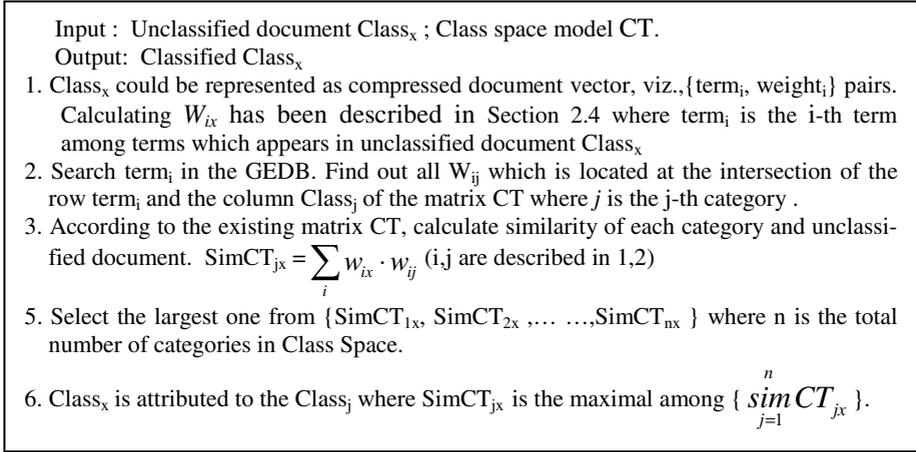 Input : Unclassified document Classₓ ; Class space model CT.
Output: Classified Classₓ
1. Classₓ could be represented as compressed document vector, viz.,{termᵢ, weightᵢ} pairs.
Calculating Wᵢₓ has been described in Section 2.4 where termᵢ is the i-th term
among terms which appears in unclassified document Classₓ
2. Search termᵢ in the GEDB. Find out all Wᵢⱼ which is located at the intersection of the
row termᵢ and the column Classⱼ of the matrix CT where j is the j-th category .
3. According to the existing matrix CT, calculate similarity of each category and unclassi-
fied document. SimCTⱼₓ = ∑ᵢ wᵢₓ · wᵢⱼ (i,j are described in 1,2)
5. Select the largest one from {SimCT₁ₓ, SimCT₂ₓ ,… …,SimCTₙₓ } where n is the total
number of categories in Class Space.
6. Classₓ is attributed to the Classⱼ where SimCTⱼₓ is the maximal among { sim_{j=1}^{n} CTⱼₓ }.